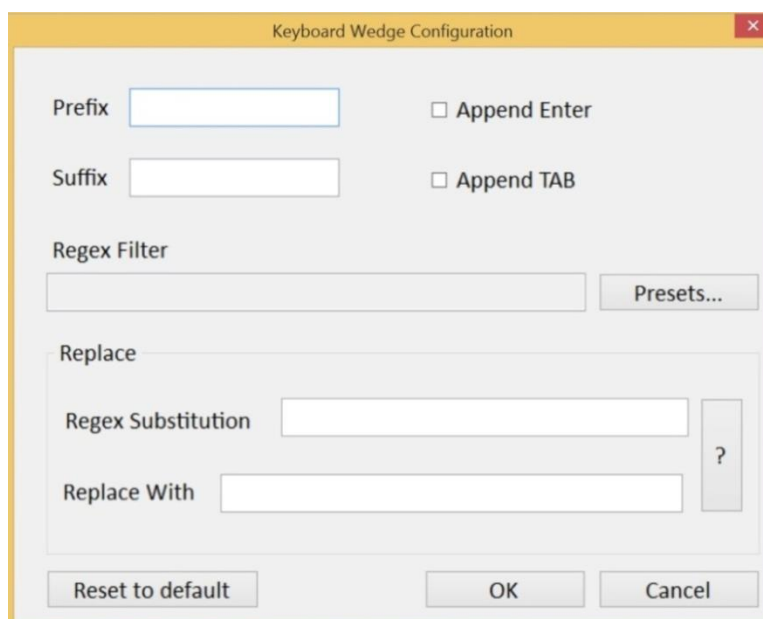 Keyboard Wedge Configuration
Prefix
Append Enter
Suffix
Append TAB
Regex Filter
Presets...
Replace
Regex Substitution
?
Replace With
Reset to default
OK
Cancel